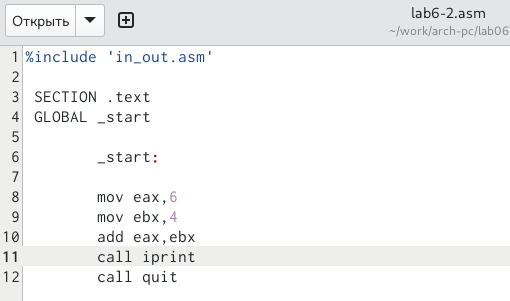 Открыть
lab6-2.asm
~/work/arch-pc/lab06
1 %include 'in_out.asm'
2
3 SECTION .text
4 GLOBAL _start
5
6 _start:
7
8 mov eax,6
9 mov ebx,4
10 add eax,ebx
11 call iprint
12 call quit